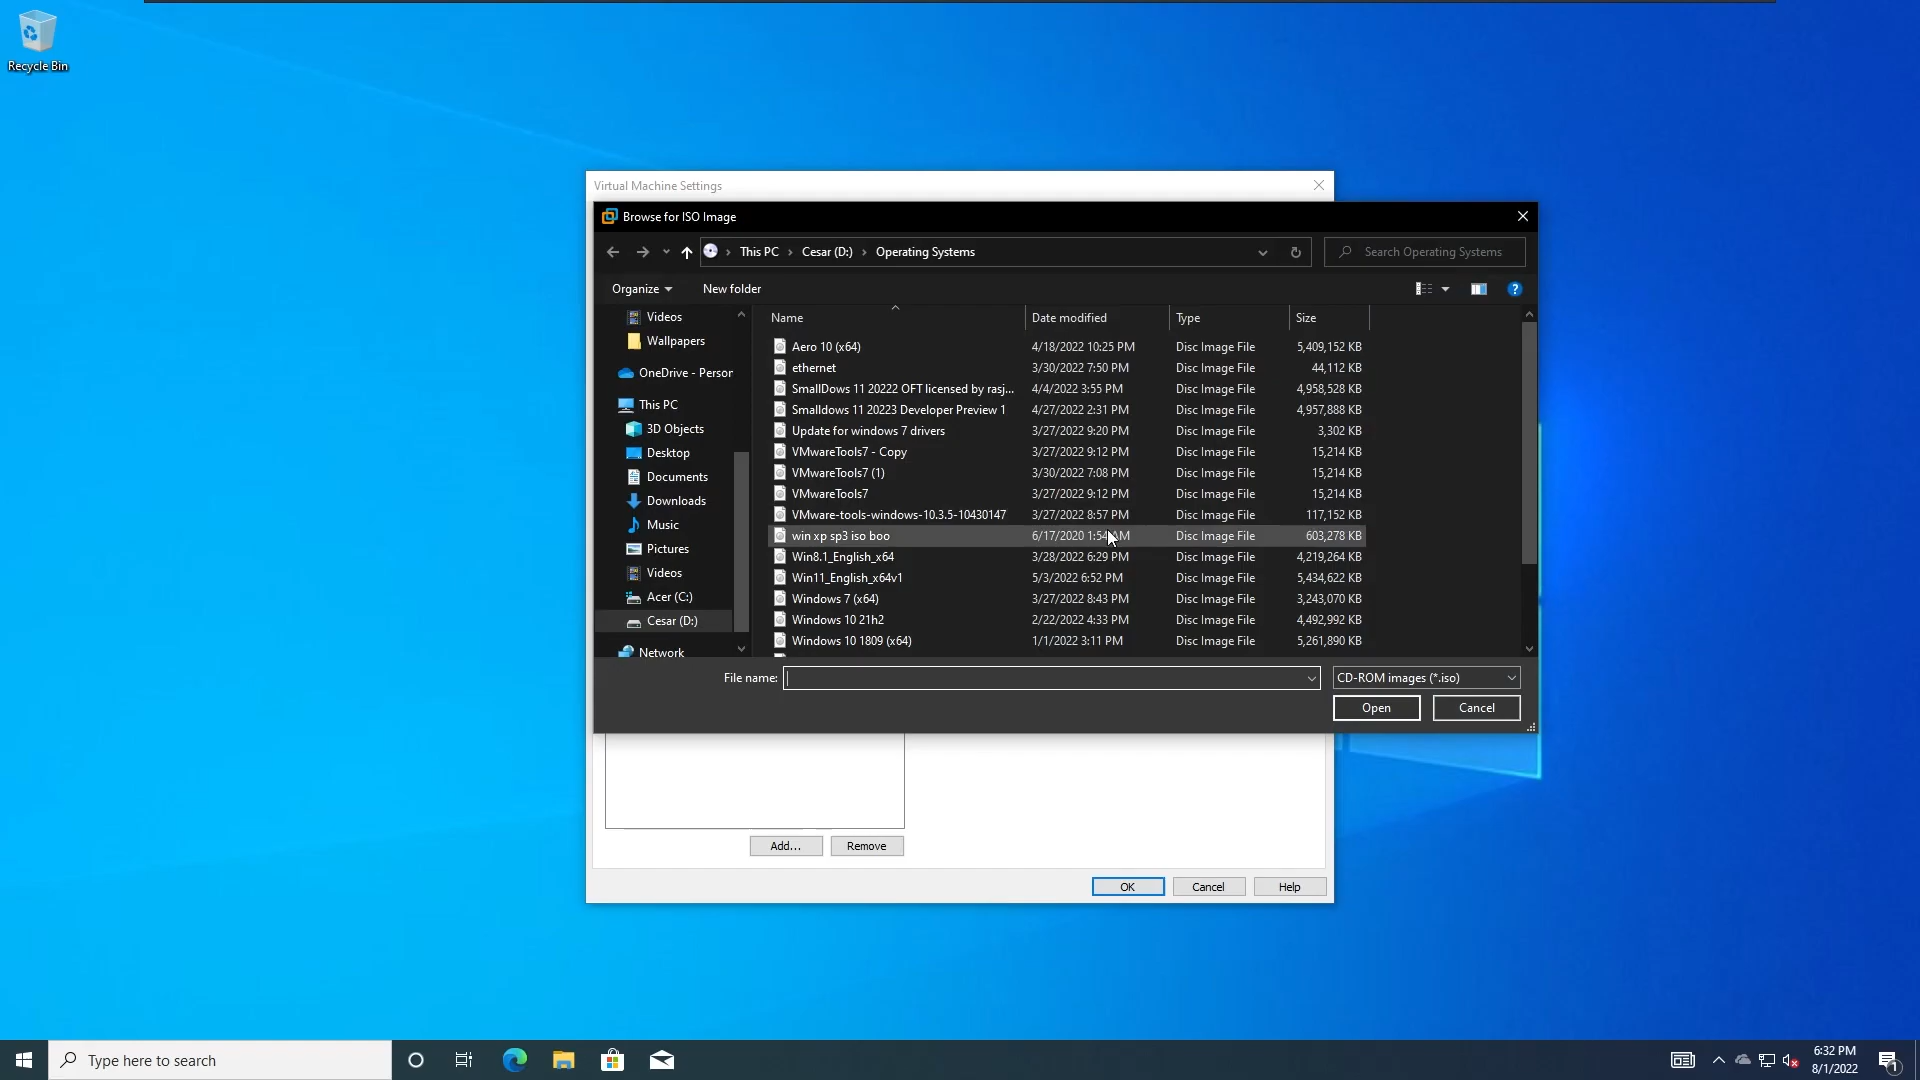 Recycle Bin
Virtual Machine Settings
Browse for ISO Image
This PC
Cesar (D:)
Operating Systems
Search Operating Systems
Organize
New folder
Videos
Wallpapers
OneDrive - Person
This PC
3D Objects
Desktop
Documents
Downloads
Music
Pictures
Videos
Acer (C:)
Cesar (D:)
Network
Name Date modified Type Size
Aero 10 (x64) 4/18/2022 10:25 PM Disc Image File 5,409,152 KB
ethernet 3/30/2022 7:50 PM Disc Image File 44,112 KB
SmallDows 11 20222 OFT licensed by rasj... 4/4/2022 3:55 PM Disc Image File 4,958,528 KB
Smalldows 11 20223 Developer Preview 1 4/27/2022 2:31 PM Disc Image File 4,957,888 KB
Update for windows 7 drivers 3/27/2022 9:20 PM Disc Image File 3,302 KB
VMwareTools7 - Copy 3/27/2022 9:12 PM Disc Image File 15,214 KB
VMwareTools7 (1) 3/30/2022 7:08 PM Disc Image File 15,214 KB
VMwareTools7 3/27/2022 9:12 PM Disc Image File 15,214 KB
VMware-tools-windows-10.3.5-10430147 3/27/2022 8:57 PM Disc Image File 117,152 KB
win xp sp3 iso boo 6/17/2020 1:54 AM Disc Image File 603,278 KB
Win8.1_English_x64 3/28/2022 6:29 PM Disc Image File 4,219,264 KB
Win11_English_x64v1 5/3/2022 6:52 PM Disc Image File 5,434,622 KB
Windows 7 (x64) 3/27/2022 8:43 PM Disc Image File 3,243,070 KB
Windows 10 21h2 2/22/2022 4:33 PM Disc Image File 4,492,992 KB
Windows 10 1809 (x64) 1/1/2022 3:11 PM Disc Image File 5,261,890 KB
File name:
CD-ROM images (*.iso)
Open
Cancel
Add...
Remove
OK
Cancel
Help
Type here to search
6:32 PM
8/1/2022
1